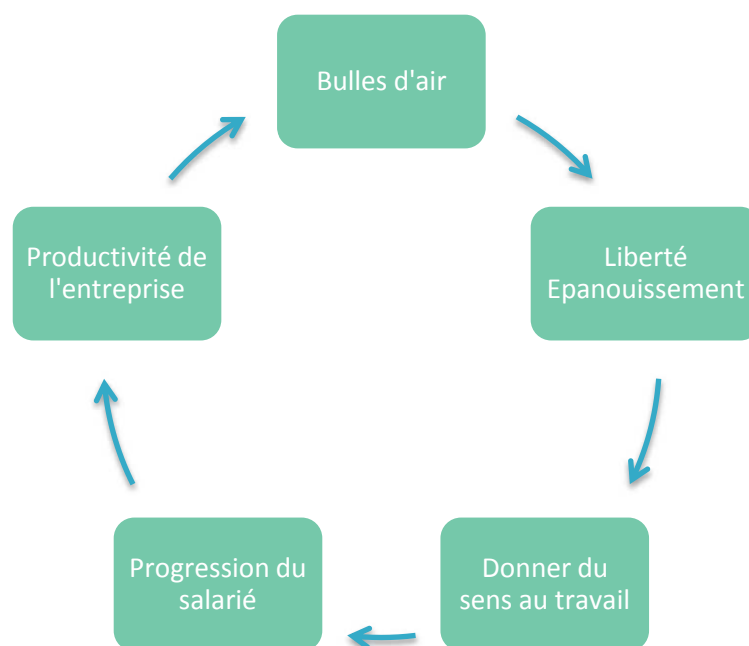 Bulles d'air
Liberté
Epanouissement
Donner du
sens au travail
Progression du
salarié
Productivité de
l'entreprise